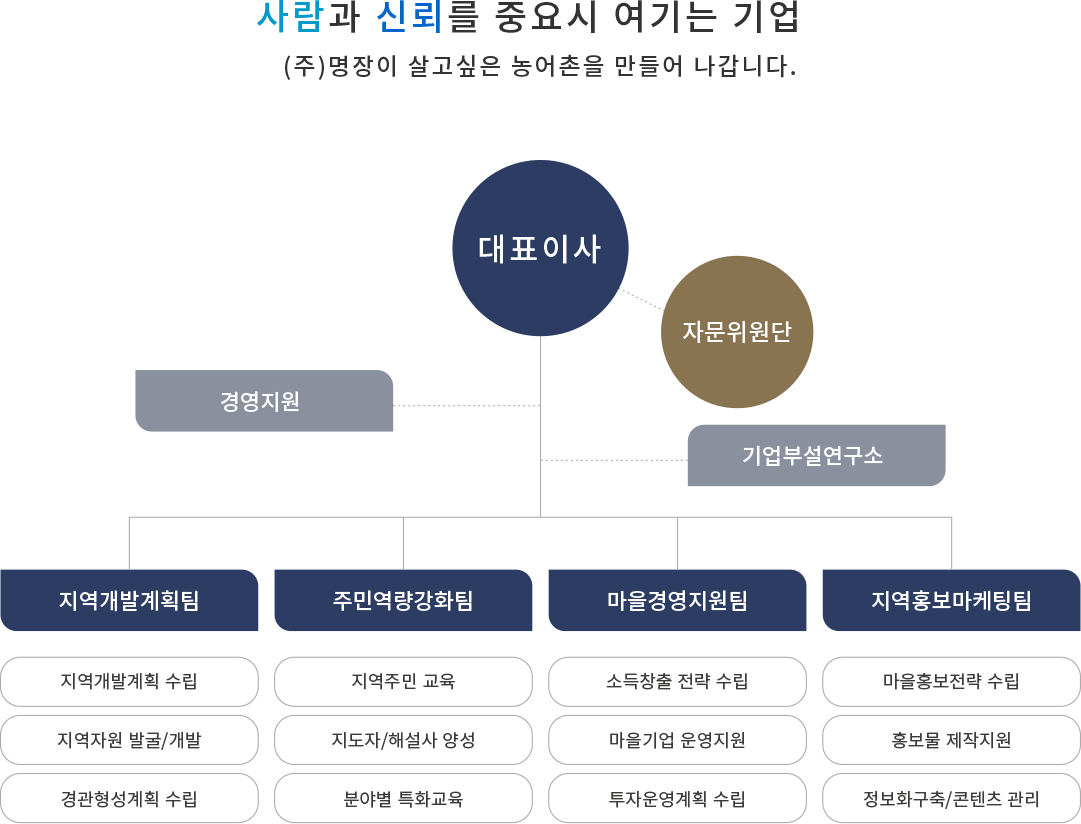 사람과 신뢰를 중요시 여기는 기업
(주)명장이 살고싶은 농어촌을 만들어 나갑니다.
대표이사
자문위원단
경영지원
기업부설연구소
지역개발계획팀
주민역량강화팀
마을경영지원팀
지역홍보마케팅팀
지역개발계획 수립
지역주민 교육
소득창출 전략 수립
마을홍보전략 수립
지역자원 발굴/개발
지도자/해설사 양성
마을기업 운영지원
홍보물 제작지원
경관형성계획 수립
분야별 특화교육
투자운영계획 수립
정보화구축/콘텐츠 관리